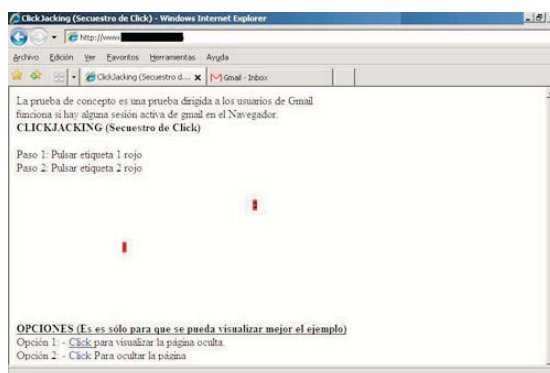 ClickJacking (Secuestro de Click) - Windows Internet Explorer
http://www.
Archivo Edición Ver Favoritos Herramientas Ayuda
ClickJacking (Secuestro d... Gmail - Inbox
La prueba de concepto es una prueba dirigida a los usuarios de Gmail
funciona si hay alguna sesión activa de gmail en el Navegador.
CLICKJACKING (Secuestro de Click)
Paso 1: Pulsar etiqueta 1 rojo
Paso 2: Pulsar etiqueta 2 rojo
OPCIONES (Es es sólo para que se pueda visualizar mejor el ejemplo)
Opción 1: - Click para visualizar la página oculta.
Opción 2: - Click Para ocultar la página